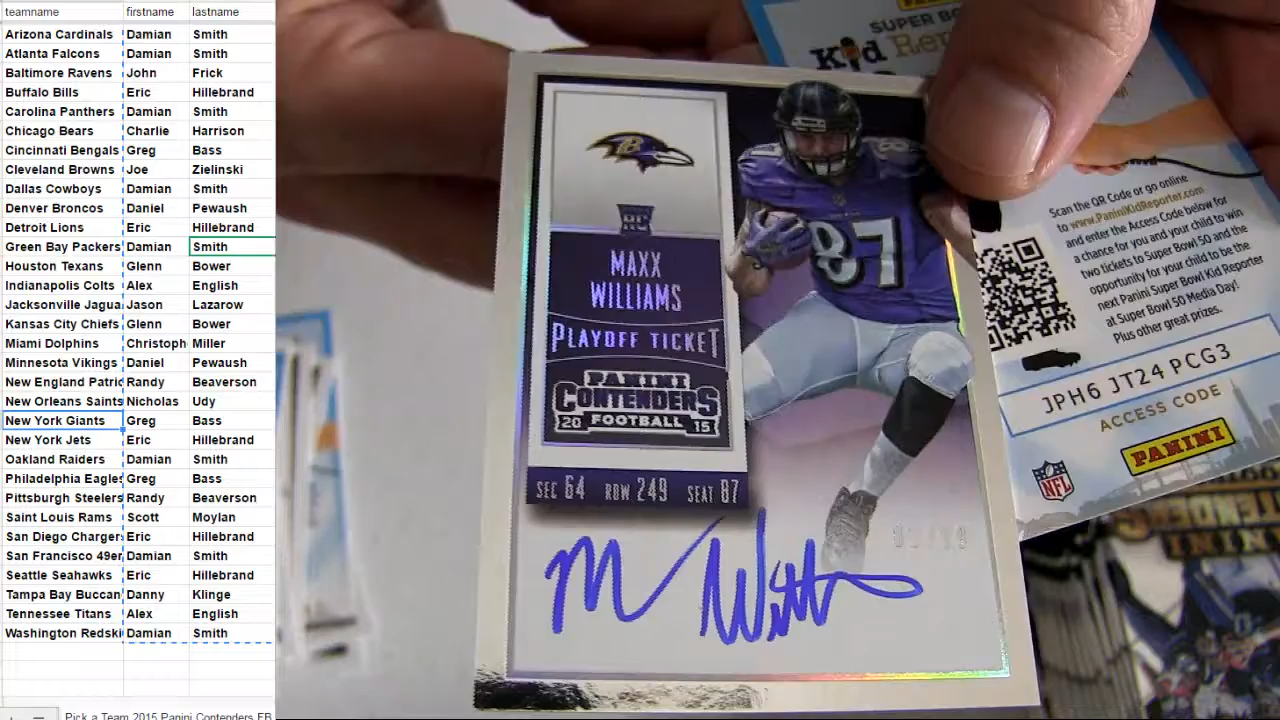 teamname firstname lastname
Arizona Cardinals Damian Smith
Atlanta Falcons Damian Smith
Baltimore Ravens John Frick
Buffalo Bills Eric Hillebrand
Carolina Panthers Damian Smith
Chicago Bears Charlie Harrison
Cincinnati Bengals Greg Bass
Cleveland Browns Joe Zielinski
Dallas Cowboys Damian Smith
Denver Broncos Daniel Pewaush
Detroit Lions Eric Hillebrand
Green Bay Packers Damian Smith
Houston Texans Glenn Bower
Indianapolis Colts Alex English
Jacksonville Jagua Jason Lazarow
Kansas City Chiefs Glenn Bower
Miami Dolphins Christoph Miller
Minnesota Vikings Daniel Pewaush
New England Patric Randy Beaverson
New Orleans Saints Nicholas Udy
New York Giants Greg Bass
New York Jets Eric Hillebrand
Oakland Raiders Damian Smith
Philadelphia Eagles Greg Bass
Pittsburgh Steelers Randy Beaverson
Saint Louis Rams Scott Moylan
San Diego Chargers Eric Hillebrand
San Francisco 49er Damian Smith
Seattle Seahawks Eric Hillebrand
Tampa Bay Buccan Danny Klinge
Tennessee Titans Alex English
Washington Redski Damian Smith
Pick a Team 2015 Panini Contenders FB
B
RC
MAXX
WILLIAMS
PLAYOFF TICKET
PANINI
CONTENDERS
20 FOOTBALL 15
SEC 64 ROW 249 SEAT 87
87
SUPER
Kid
Scan the QR Code or go online
to www.PaniniKidReporter.com
and enter the Access Code below for
a chance for you and your child to win
two tickets to Super Bowl 50 and the
opportunity for your child to be the
next Panini Super Bowl Kid Reporter
at Super Bowl 50 Media Day!
Plus other great prizes.
JPH6 JT24 PCG3
ACCESS CODE
PANINI
NFL